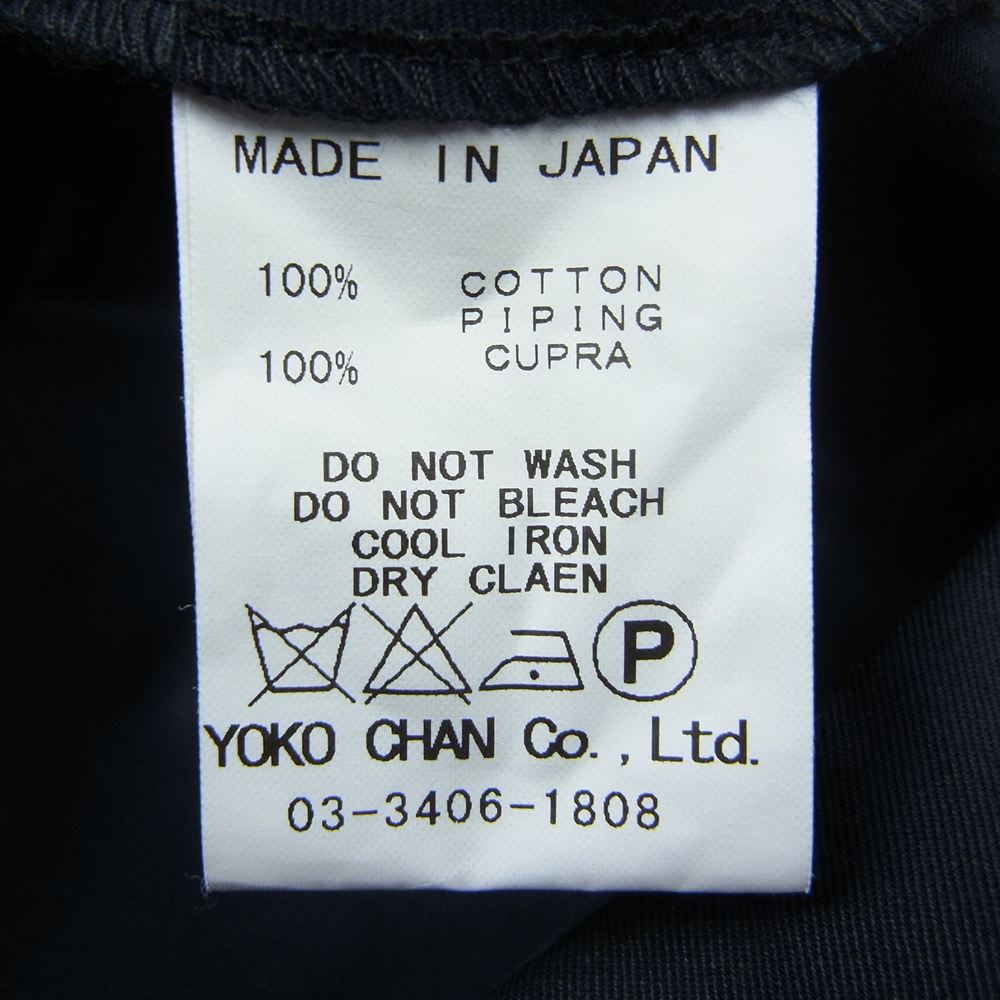 MADE IN JAPAN
100% COTTON
PIPING
100% CUPRA
DO NOT WASH
DO NOT BLEACH
COOL IRON
DRY CLAEN
P
YOKO CHAN Co.,Ltd.
03-3406-1808